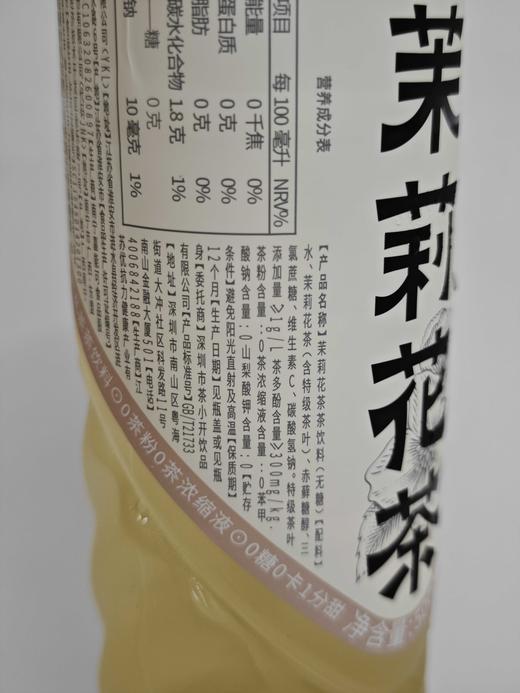 茉莉花茶
营养成分表
项目 每100毫升 NRV%
能量 0千焦 0%
蛋白质 0克 0%
脂肪 0克 0%
碳水化合物 1.8克 1%
——糖 0克
钠 10毫克 1%
【产品名称】茉莉花茶茶饮料(无糖)【配料】
水、茉莉花茶(含特级茶叶)、赤藓糖醇、三
氯蔗糖、维生素C、碳酸氢钠。特级茶叶
添加量≥1g/l 茶多酚含量≥300mg/kg.
茶粉含量:0茶浓缩液含量:0苯甲
酸钠含量:0山梨酸钾含量:0【贮存
条件】避免阳光直射及高温【保质期】
12个月【生产日期】见瓶盖或见瓶
身【委托商】深圳市茶小开饮品
有限公司【产品标准号】GB/T21733
【地址】深圳市南山区粤海
街道大冲社区科发路11号
南山金融大厦501【电话】
4006842188
茶饮料⊙0茶粉0茶浓缩液⊙0糖0卡1分甜
净含量: